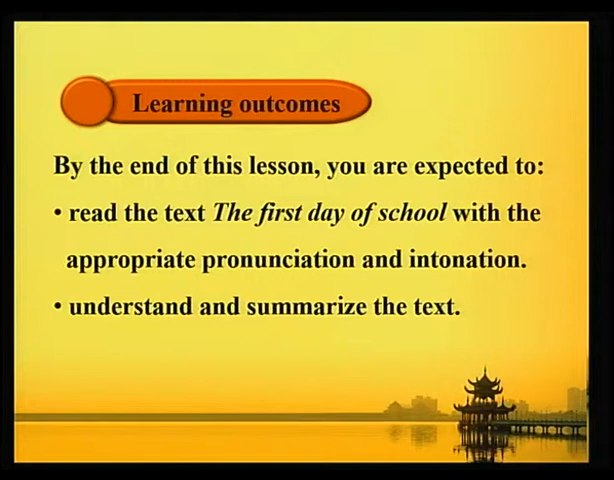 Learning outcomes
By the end of this lesson, you are expected to:
• read the text The first day of school with the
appropriate pronunciation and intonation.
• understand and summarize the text.